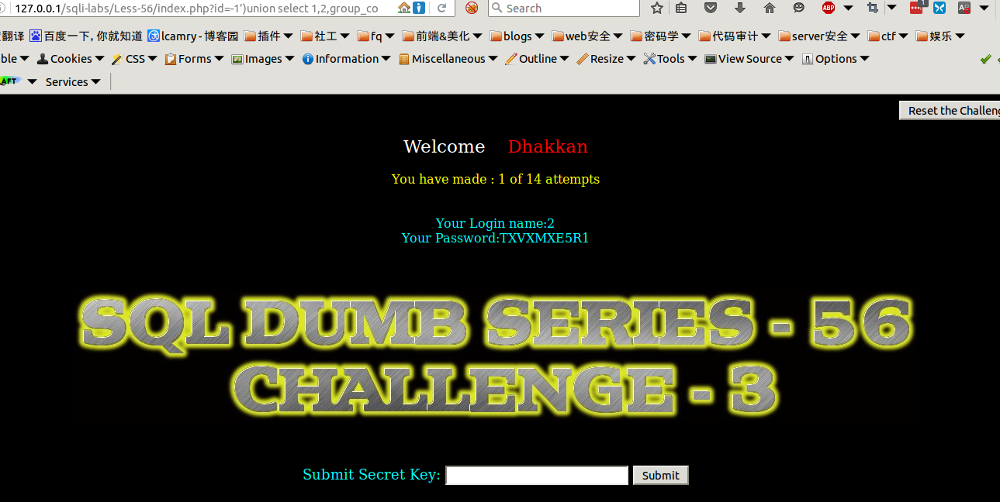 127.0.0.1/sqli-labs/Less-56/index.php?id=-1')union select 1,2,group_co Search
翻译 百度一下,你就知道 lcamry - 博客园 插件 社工 fq 前端&美化 blogs web安全 密码学 代码审计 server安全 ctf 娱乐
ble Cookies CSS Forms Images Information Miscellaneous Outline Resize Tools View Source Options
AFT Services
Reset the Challeng
Welcome Dhakkan
You have made : 1 of 14 attempts
Your Login name:2
Your Password:TXVXMXE5R1
SQL DUMB SERIES - 56
CHALLENGE - 3
Submit Secret Key: Submit